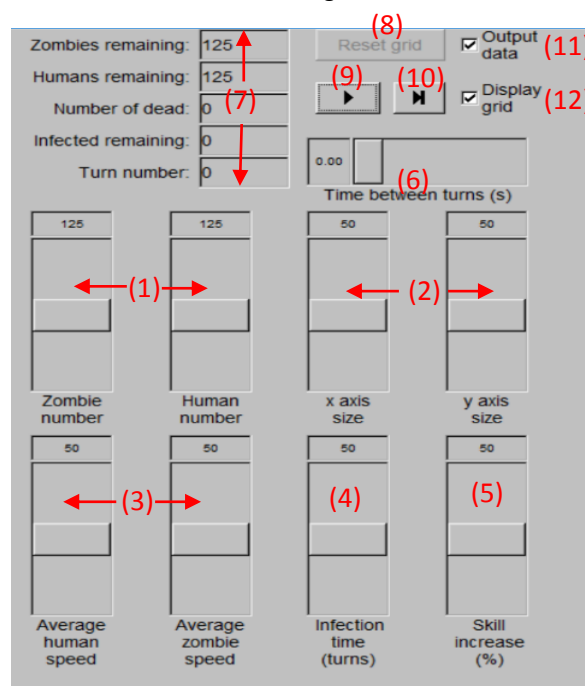 Zombies remaining: 125
Humans remaining: 125
Number of dead: 0
Infected remaining: 0
Turn number: 0
(7)
(8)
Reset grid
(9) (10)
Output data (11)
Display grid (12)
0.00
(6)
Time between turns (s)
125 125 50 50
(1) (2)
Zombie number
Human number
x axis size
y axis size
50 50 50 50
(3) (4) (5)
Average human speed
Average zombie speed
Infection time (turns)
Skill increase (%)